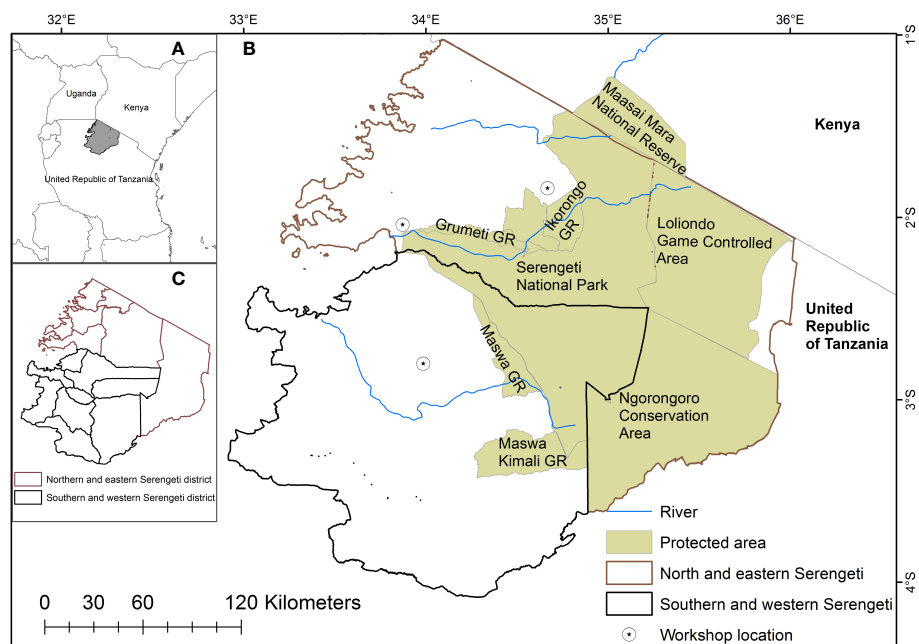 32°E
33°E
34°E
35°E
36°E
A
Uganda
Kenya
United Republic of Tanzania
C
Northern and eastern Serengeti district
Southern and western Serengeti district
B
1°S
2°S
3°S
4°S
Maasai Mara
National Reserve
Kenya
Ikorongo
GR
Grumeti GR
Loliondo
Game Controlled
Area
Serengeti
National Park
United
Republic
of Tanzania
Maswa GR
Ngorongoro
Conservation
Area
Maswa
Kimali GR
River
Protected area
North and eastern Serengeti
Southern and western Serengeti
Workshop location
0 30 60 120 Kilometers